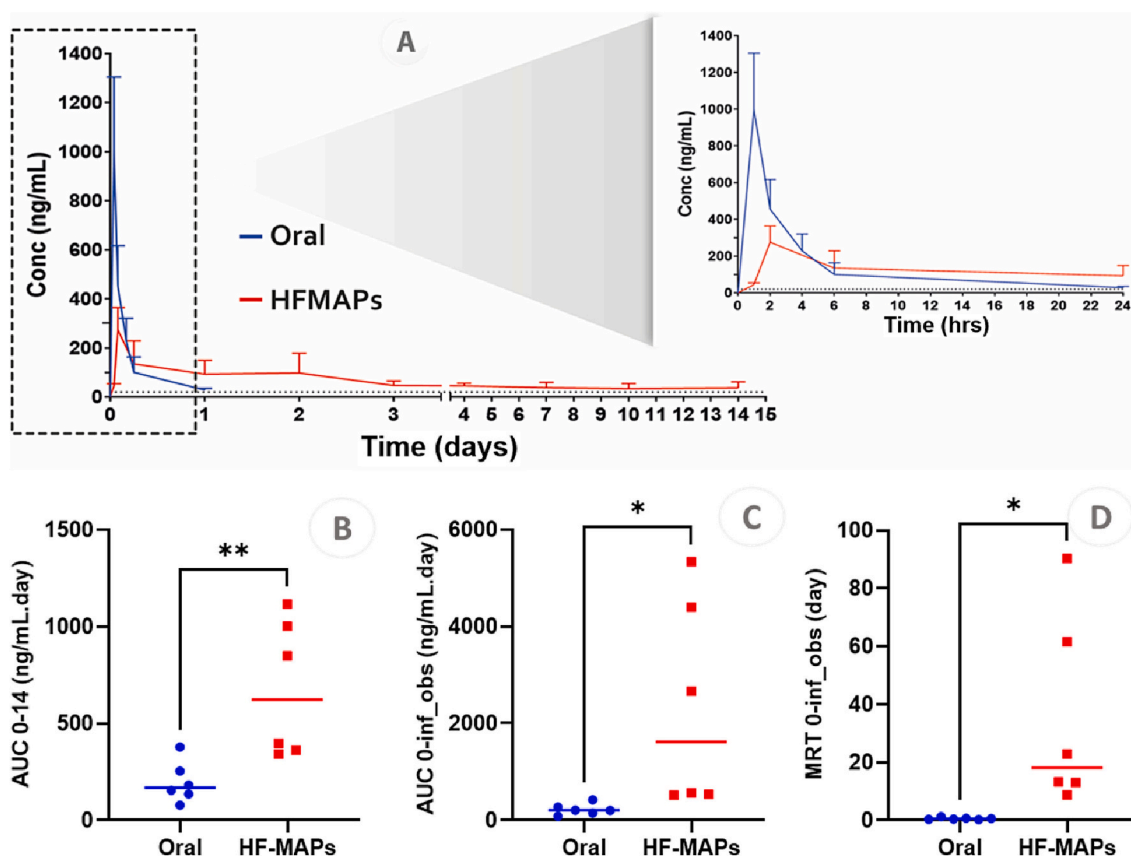 A
Conc (ng/mL)
1400
1200
1000
800
600
400
200
0
Oral
HFMAPs
0 1 2 3 4 5 6 7 8 9 10 11 12 13 14 15
Time (days)
Conc (ng/mL)
1400
1200
1000
800
600
400
200
0
0 2 4 6 8 10 12 14 16 18 20 22 24
Time (hrs)
B
AUC 0-14 (ng/mL.day)
1500
1000
500
0
**
Oral HF-MAPs
C
AUC 0-inf_obs (ng/mL.day)
6000
4000
2000
0
*
Oral HF-MAPs
D
MRT 0-inf_obs (day)
100
80
60
40
20
0
*
Oral HF-MAPs